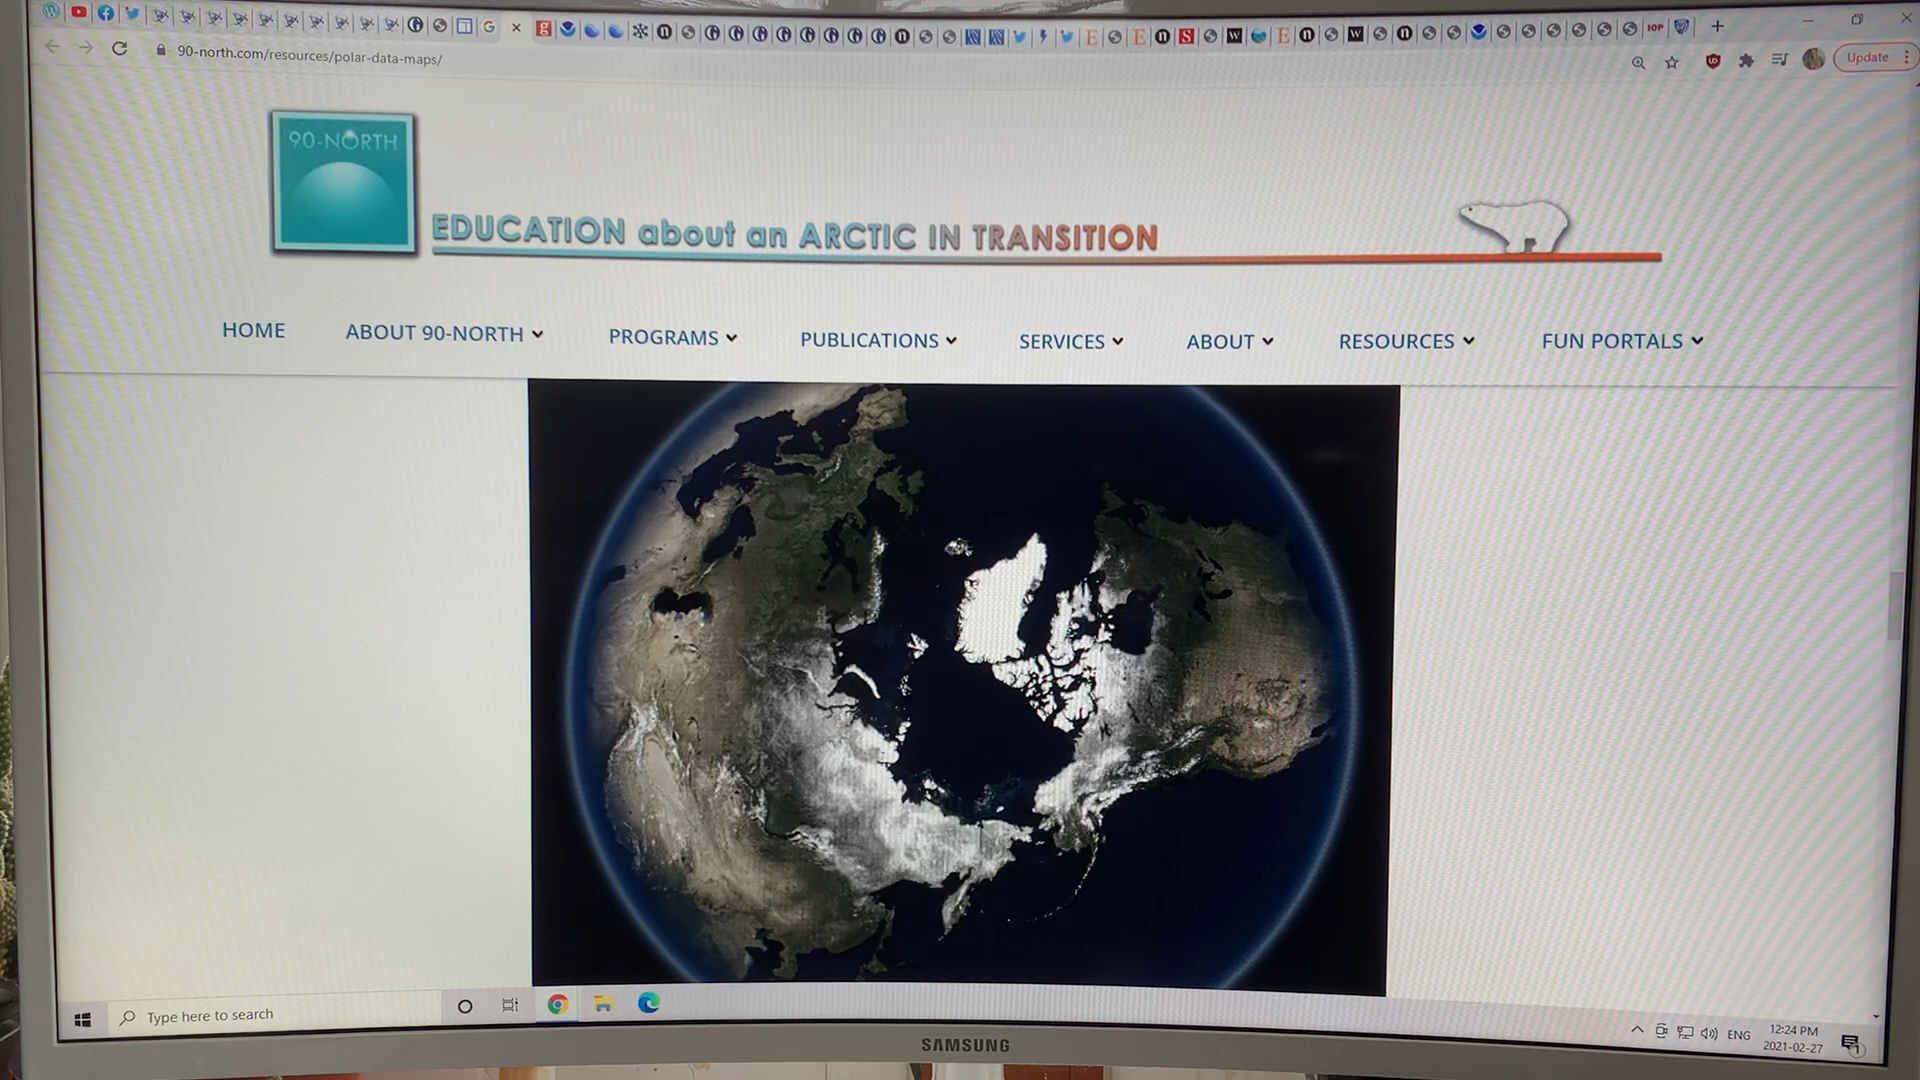 90-north.com/resources/polar-data-maps/
Update
90-NORTH
EDUCATION about an ARCTIC IN TRANSITION
HOME ABOUT 90-NORTH PROGRAMS PUBLICATIONS SERVICES ABOUT RESOURCES FUN PORTALS
Type here to search
ENG
12:24 PM
2021-02-27
SAMSUNG